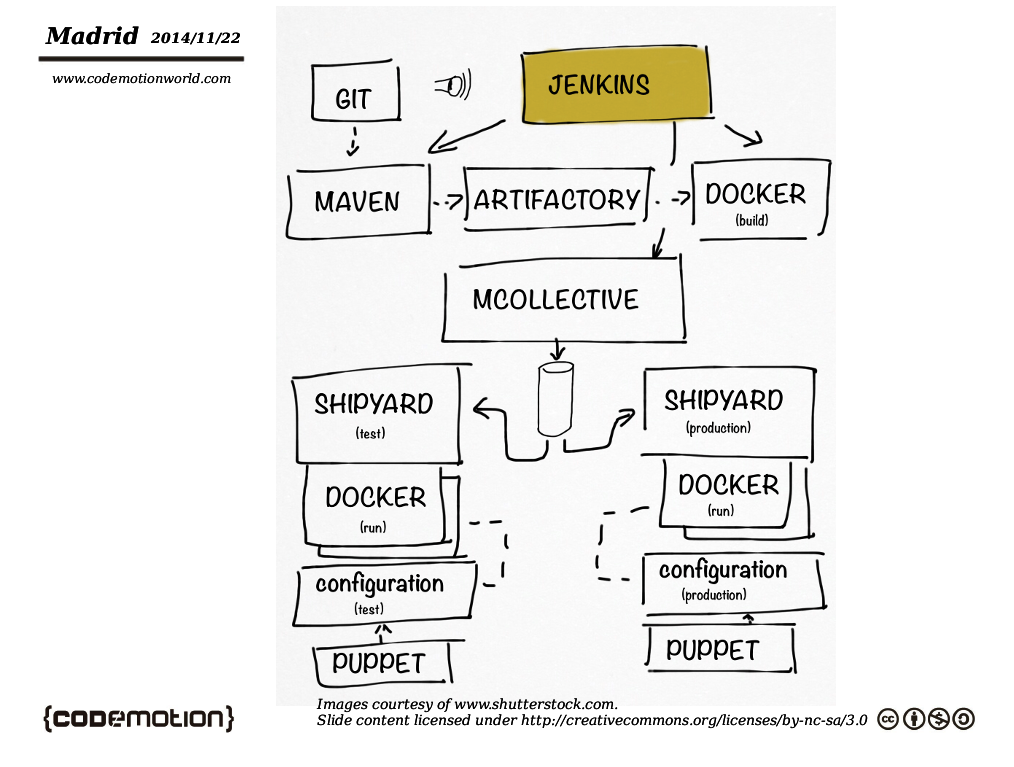 Madrid 2014/11/22
www.codemotionworld.com
GIT
JENKINS
MAVEN
ARTIFACTORY
DOCKER
(build)
MCOLLECTIVE
SHIPYARD
(test)
SHIPYARD
(production)
DOCKER
(run)
DOCKER
(run)
configuration
(test)
configuration
(production)
PUPPET
PUPPET
{CODEMOTION}
Images courtesy of www.shutterstock.com.
Slide content licensed under http://creativecommons.org/licenses/by-nc-sa/3.0
cc